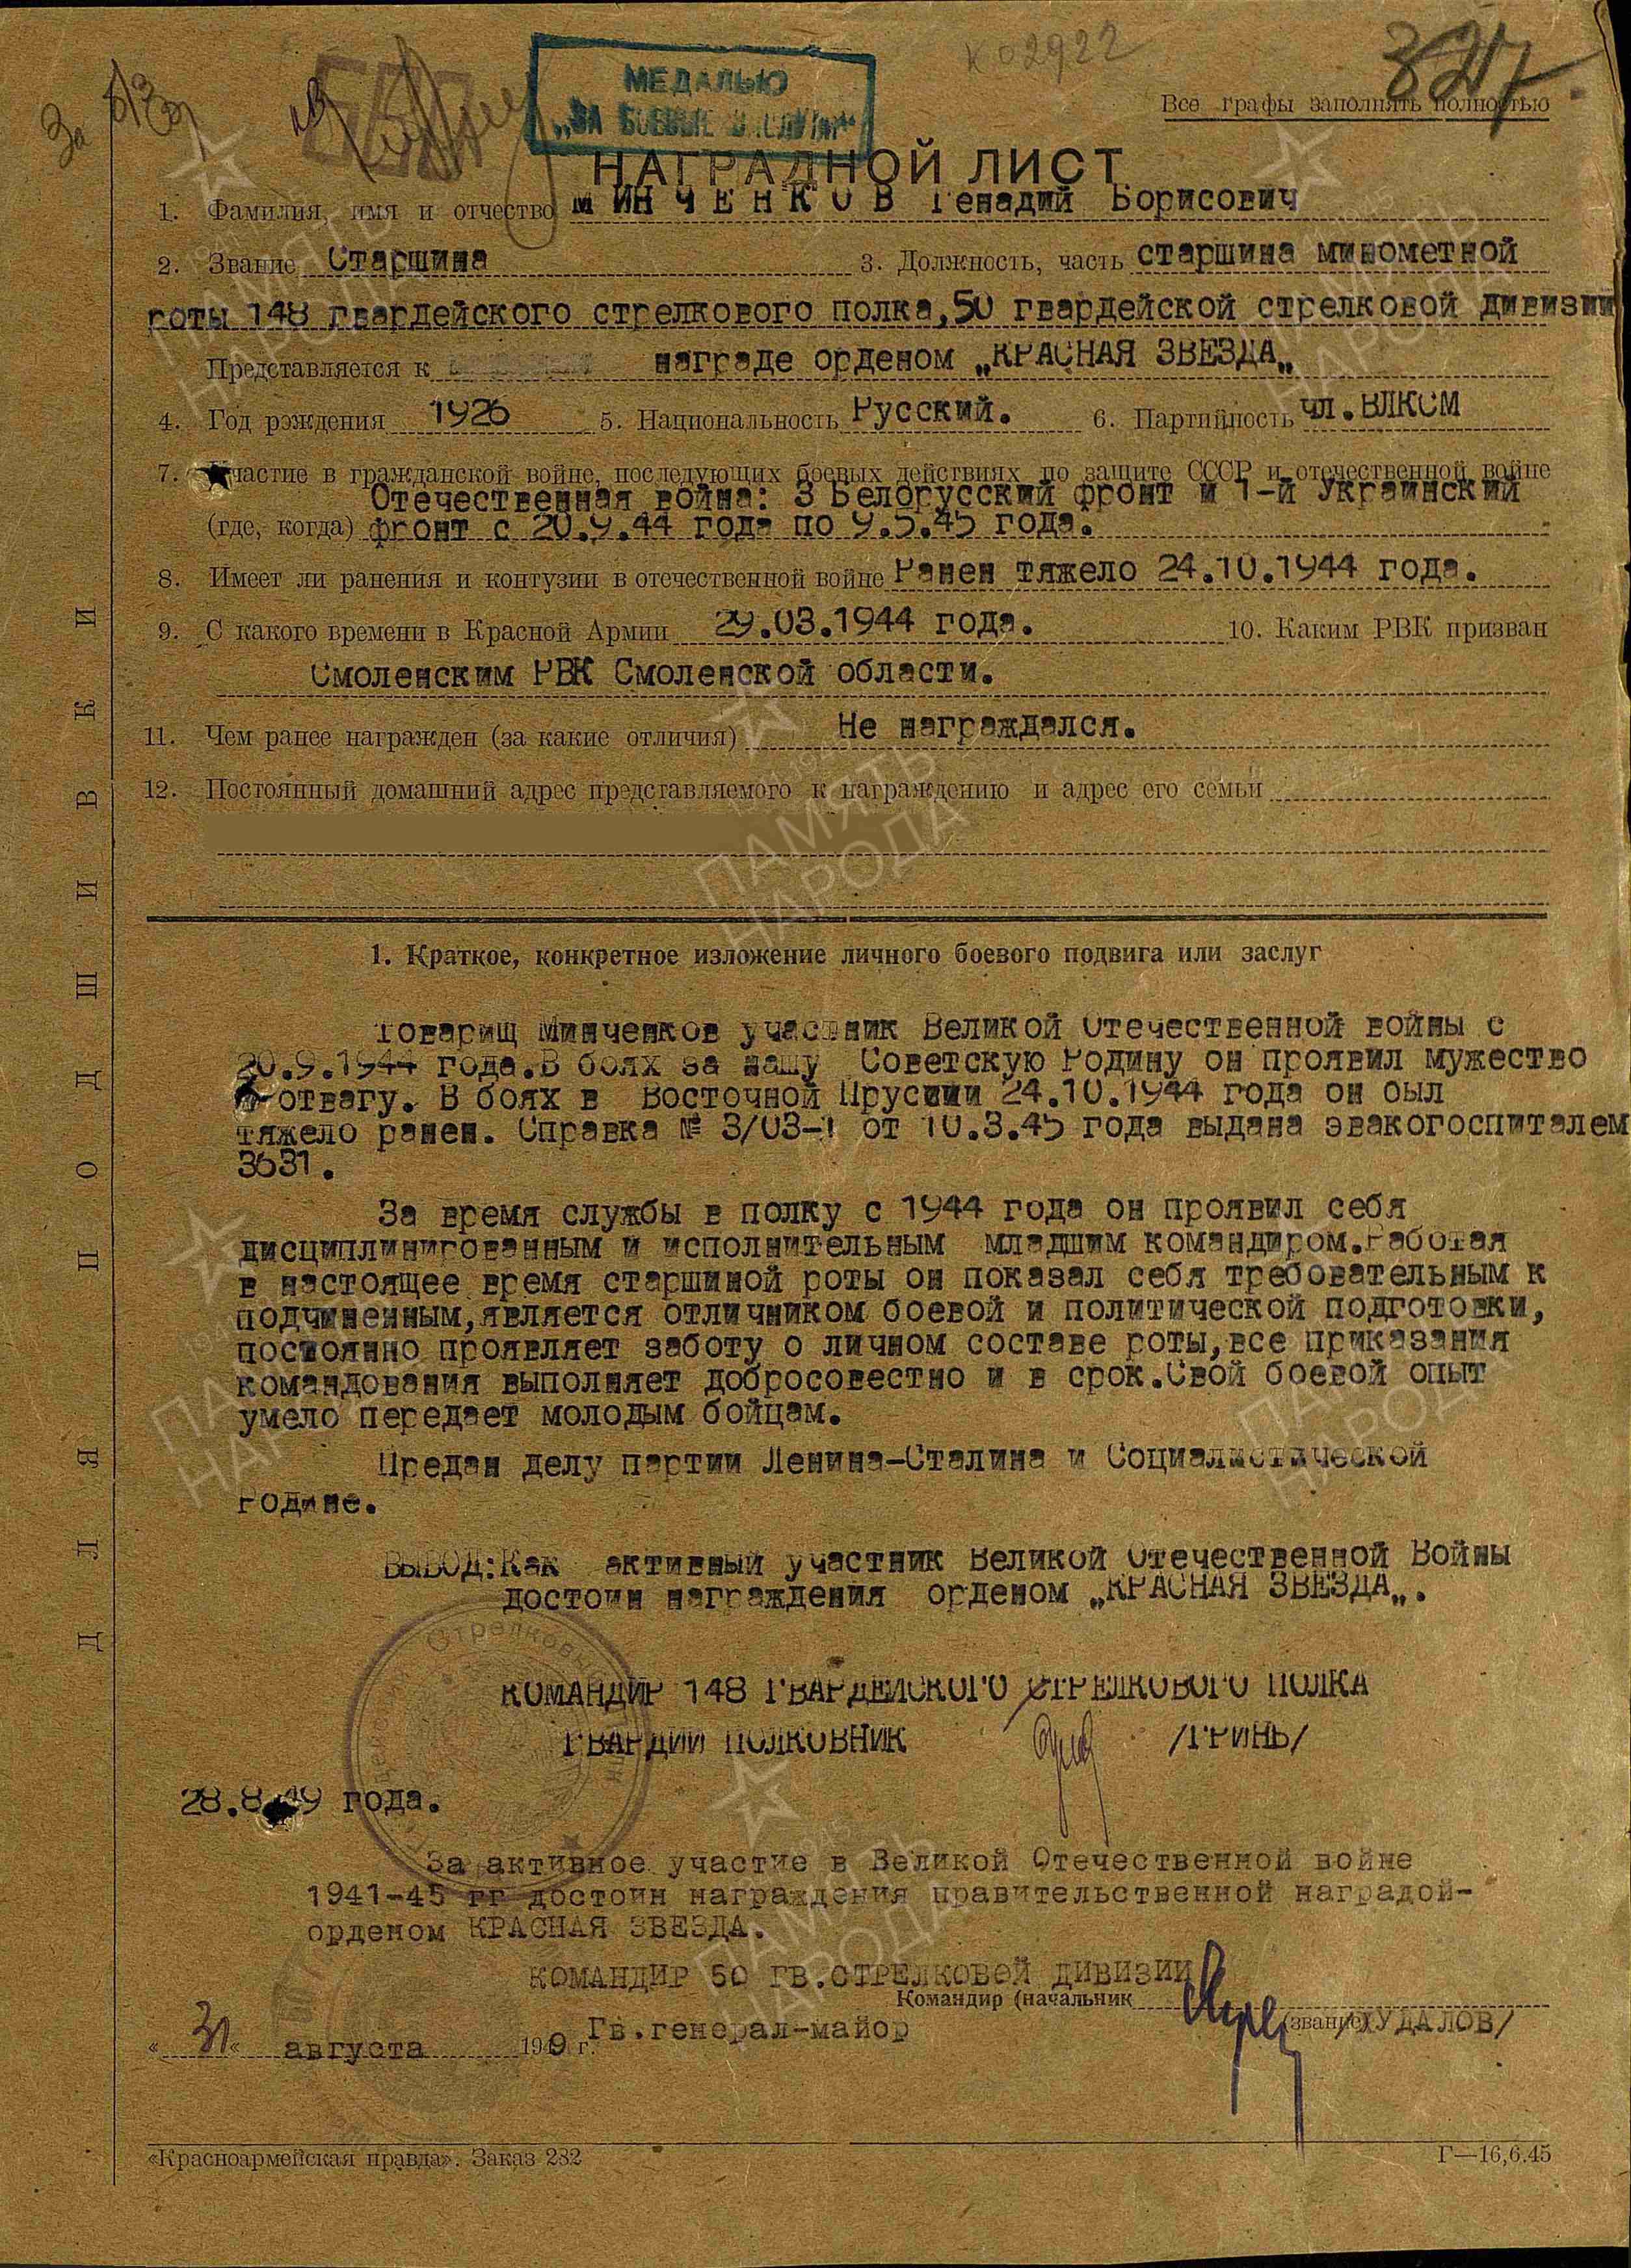 К02922
327
За
МЕДАЛЬЮ
„ЗА БОЕВЫЕ ЗАСЛУГИ“
Все графы заполнять полностью
НАГРАДНОЙ ЛИСТ
1. Фамилия, имя и отчество МИНЧЕНКОВ Генадий Борисович
2. Звание Старшина 3. Должность, часть старшина минометной
роты 148 гвардейского стрелкового полка,50 гвардейской стрелковой дивизии
Представляется к награде орденом „КРАСНАЯ ЗВЕЗДА„
4. Год рождения 1926 5. Национальность Русский. 6. Партийность чл.ВЛКСМ
7. Участие в гражданской войне, последующих боевых действиях по защите СССР и отечественной войне
Отечественная война: 3 Белорусский фронт и 1-й Украинский
(где, когда) фронт с 20.9.44 года по 9.5.45 года.
8. Имеет ли ранения и контузии в отечественной войне Ранен тяжело 24.10.1944 года.
9. С какого времени в Красной Армии 29.03.1944 года. 10. Каким РВК призван
Смоленским РВК Смоленской области.
11. Чем ранее награжден (за какие отличия) Не награждался.
12. Постоянный домашний адрес представляемого к награждению и адрес его семьи
1. Краткое, конкретное изложение личного боевого подвига или заслуг
Товарищ Минченков участник Великой Отечественной войны с
20.9.1944 года.В боях за нашу Советскую Родину он проявил мужество
и отвагу. В боях в Восточной Пруссии 24.10.1944 года он был
тяжело ранен. Справка № 3/03-1 от 10.3.45 года выдана эвакогоспиталем
3631.
За время службы в полку с 1944 года он проявил себя
дисциплинированным и исполнительным младшим командиром.Работая
в настоящее время старшиной роты он показал себя требовательным к
подчиненным,является отличником боевой и политической подготовки,
постоянно проявляет заботу о личном составе роты,все приказания
командования выполняет добросовестно и в срок.Свой боевой опыт
умело передает молодым бойцам.
Предан делу партии Ленина-Сталина и Социалистической
Родине.
ВЫВОД:Как активный участник Великой Отечественной Войны
достоин награждения орденом „КРАСНАЯ ЗВЕЗДА„.
КОМАНДИР 148 ГВАРДЕЙСКОГО СТРЕЛКОВОГО ПОЛКА
ГВАРДИИ ПОЛКОВНИК /ГРИНЬ/
28.8.49 года.
За активное участие в Великой Отечественной войне
1941-45 гг достоин награждения правительственной наградой-
орденом КРАСНАЯ ЗВЕЗДА.
КОМАНДИР 50 ГВ.СТРЕЛКОВОЙ ДИВИЗИИ
Командир (начальник
Гв.генерал-майор (звание) /ХУДАЛОВ/
«31« августа 1949 г.
«Красноармейская правда». Заказ 282 Г—16,6.45
ДЛЯ ПОДШИВКИ
ПАМЯТЬ
НАРОДА